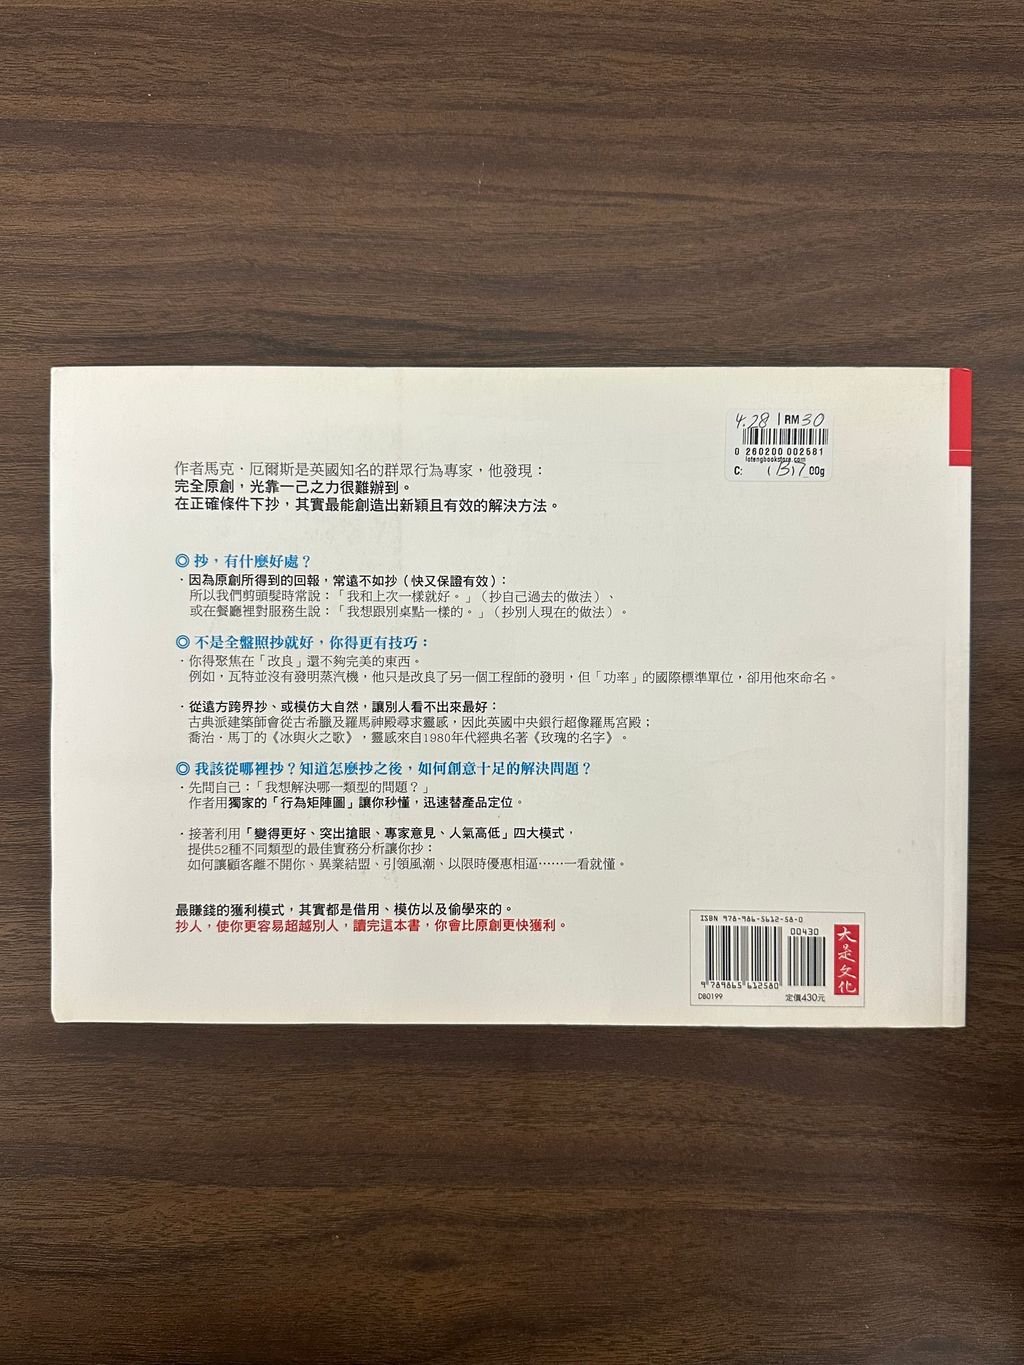 4.28 | RM 30
0 260200 002581
lotengbookstore.com
C: (B)7.00g
作者馬克．厄爾斯是英國知名的群眾行為專家，他發現：
完全原創，光靠一己之力很難辦到。
在正確條件下抄，其實最能創造出新穎且有效的解決方法。
◎ 抄，有什麼好處？
．因為原創所得到的回報，常遠不如抄（快又保證有效）：
所以我們剪頭髮時常說：「我和上次一樣就好。」（抄自己過去的做法）、
或在餐廳裡對服務生說：「我想跟別桌點一樣的。」（抄別人現在的做法）。
◎ 不是全盤照抄就好，你得更有技巧：
．你得聚焦在「改良」還不夠完美的東西。
例如，瓦特並沒有發明蒸汽機，他只是改良了另一個工程師的發明，但「功率」的國際標準單位，卻用他來命名。
．從遠方跨界抄、或模仿大自然，讓別人看不出來最好：
古典派建築師會從古希臘及羅馬神殿尋求靈感，因此英國中央銀行超像羅馬宮殿；
喬治．馬丁的《冰與火之歌》，靈感來自1980年代經典名著《玫瑰的名字》。
◎ 我該從哪裡抄？知道怎麼抄之後，如何創意十足的解決問題？
．先問自己：「我想解決哪一類型的問題？」
作者用獨家的「行為矩陣圖」讓你秒懂，迅速替產品定位。
．接著利用「變得更好、突出搶眼、專家意見、人氣高低」四大模式，
提供52種不同類型的最佳實務分析讓你抄：
如何讓顧客離不開你、異業結盟、引領風潮、以限時優惠相逼……一看就懂。
最賺錢的獲利模式，其實都是借用、模仿以及偷學來的。
抄人，使你更容易超越別人，讀完這本書，你會比原創更快獲利。
ISBN 978-986-5612-58-0
00430
9 789865 612580
DB0199
定價430元
大是文化